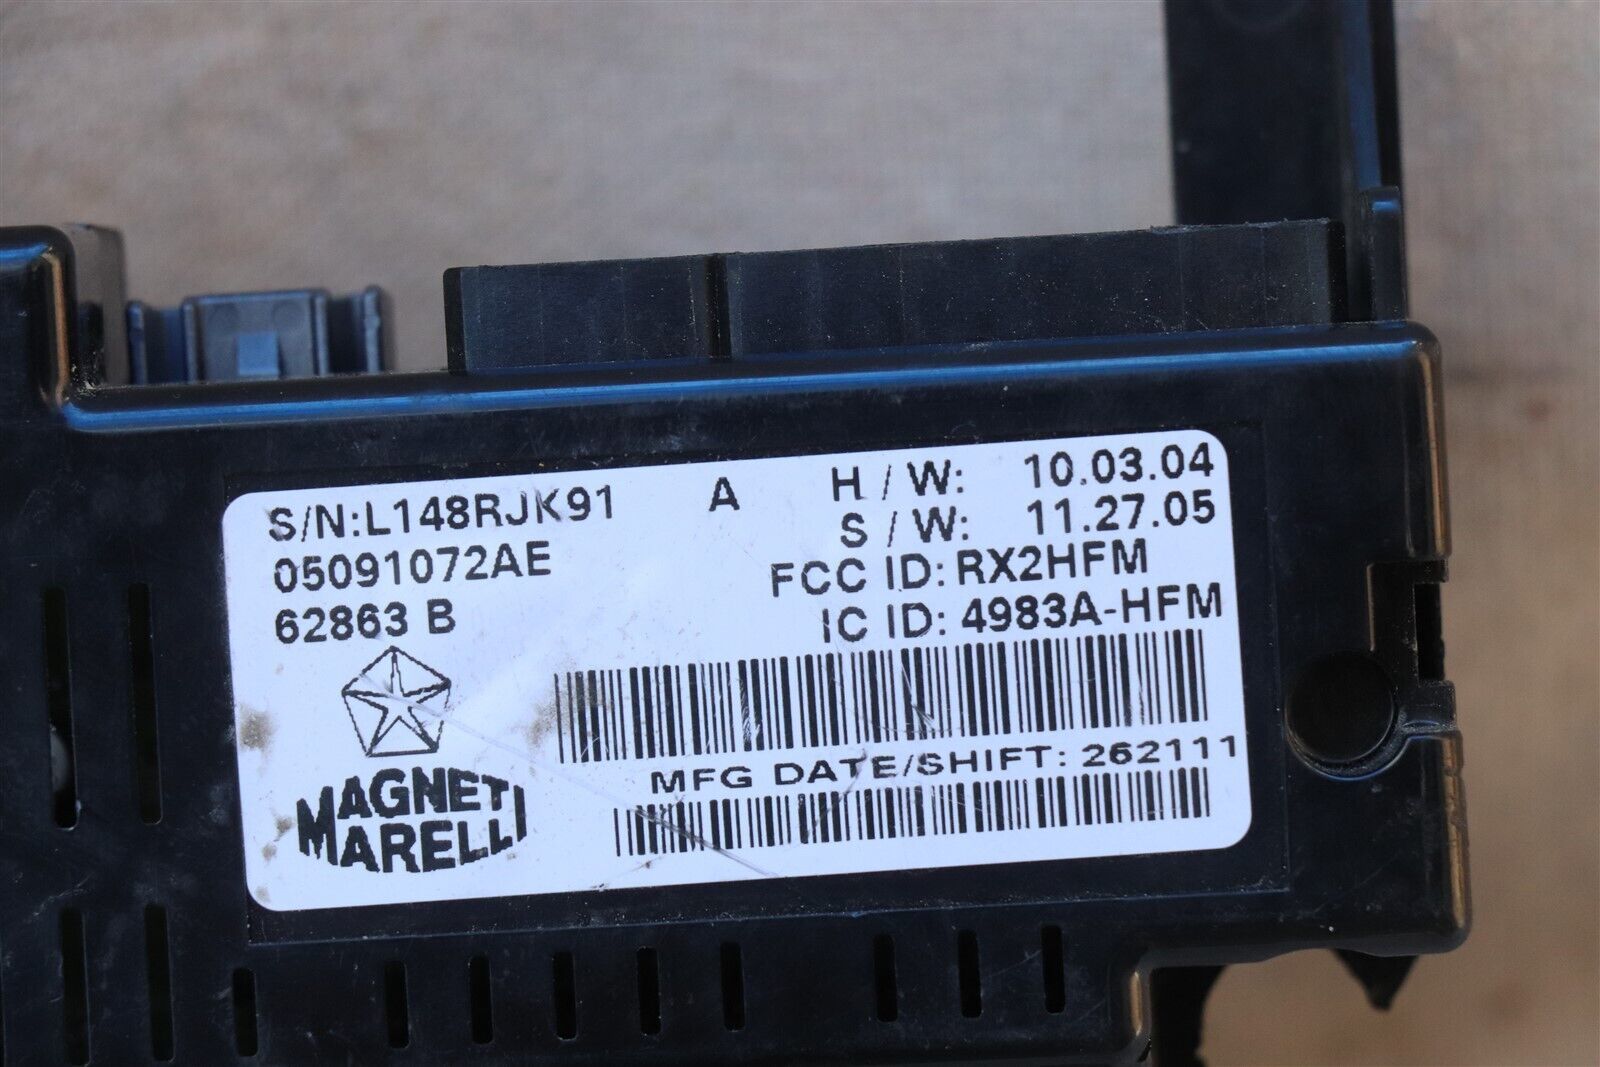 S/N:L148RJK91 A H/W: 10.03.04
05091072AE S/W: 11.27.05
62863 B FCC ID: RX2HFM
IC ID: 4983A-HFM
MFG DATE/SHIFT: 262111
MAGNETI
MARELLI